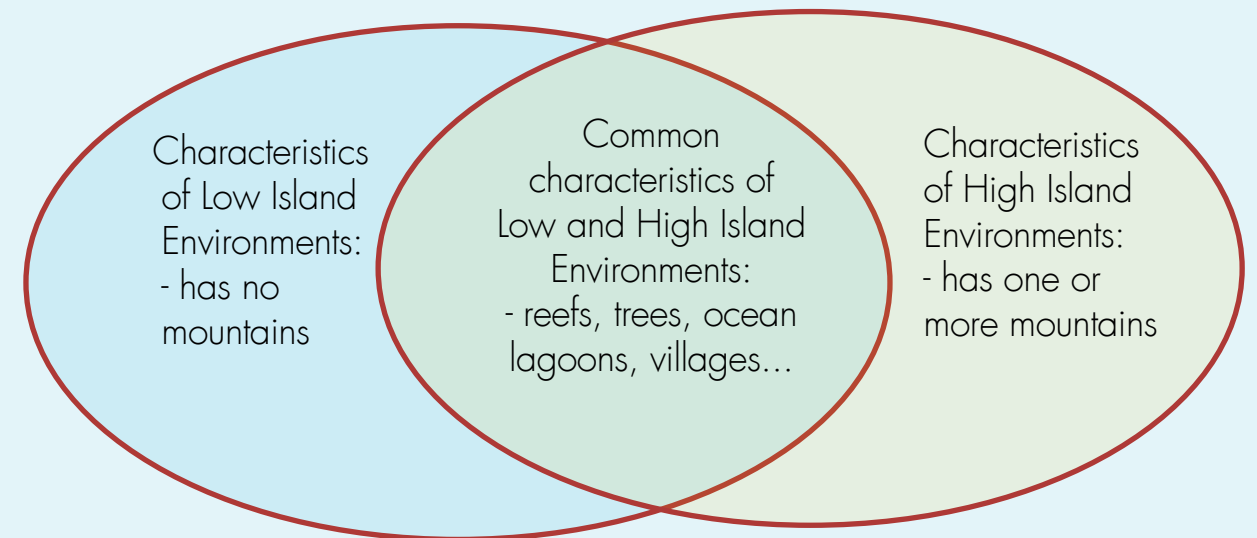 Characteristics
of Low Island
Environments:
- has no
mountains
Common
characteristics of
Low and High Island
Environments:
- reefs, trees, ocean
lagoons, villages...
Characteristics
of High Island
Environments:
- has one or
more mountains